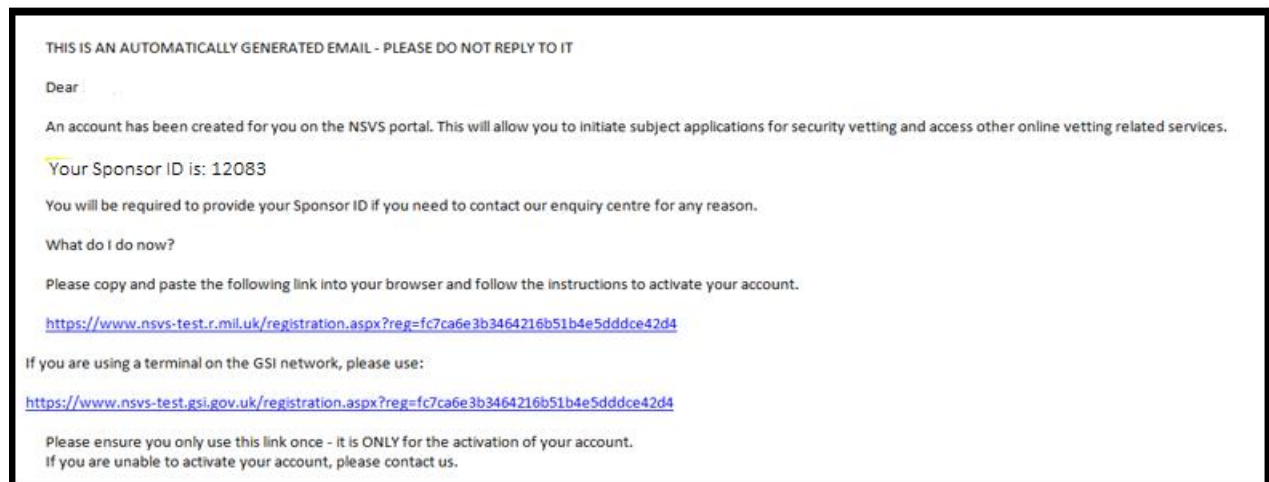 THIS IS AN AUTOMATICALLY GENERATED EMAIL - PLEASE DO NOT REPLY TO IT
Dear
An account has been created for you on the NSVS portal. This will allow you to initiate subject applications for security vetting and access other online vetting related services.
Your Sponsor ID is: 12083
You will be required to provide your Sponsor ID if you need to contact our enquiry centre for any reason.
What do I do now?
Please copy and paste the following link into your browser and follow the instructions to activate your account.
https://www.nsvs-test.r.mil.uk/registration.aspx?reg=fc7ca6e3b3464216b51b4e5dddce42d4
If you are using a terminal on the GSI network, please use:
https://www.nsvs-test.gsi.gov.uk/registration.aspx?reg=fc7ca6e3b3464216b51b4e5dddce42d4
Please ensure you only use this link once - it is ONLY for the activation of your account.
If you are unable to activate your account, please contact us.